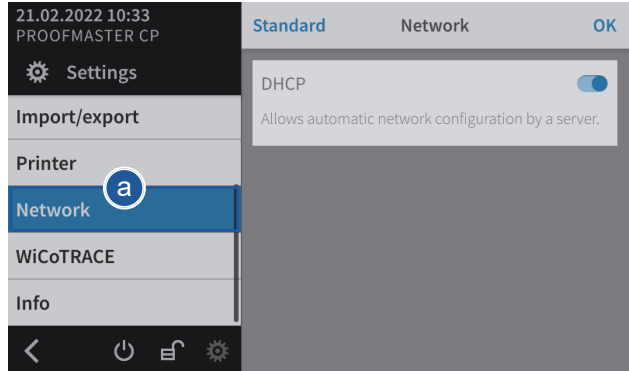 21.02.2022 10:33
PROOFMASTER CP
Settings
Import/export
Printer
a
Network
WiCoTRACE
Info
Standard Network OK
DHCP
Allows automatic network configuration by a server.